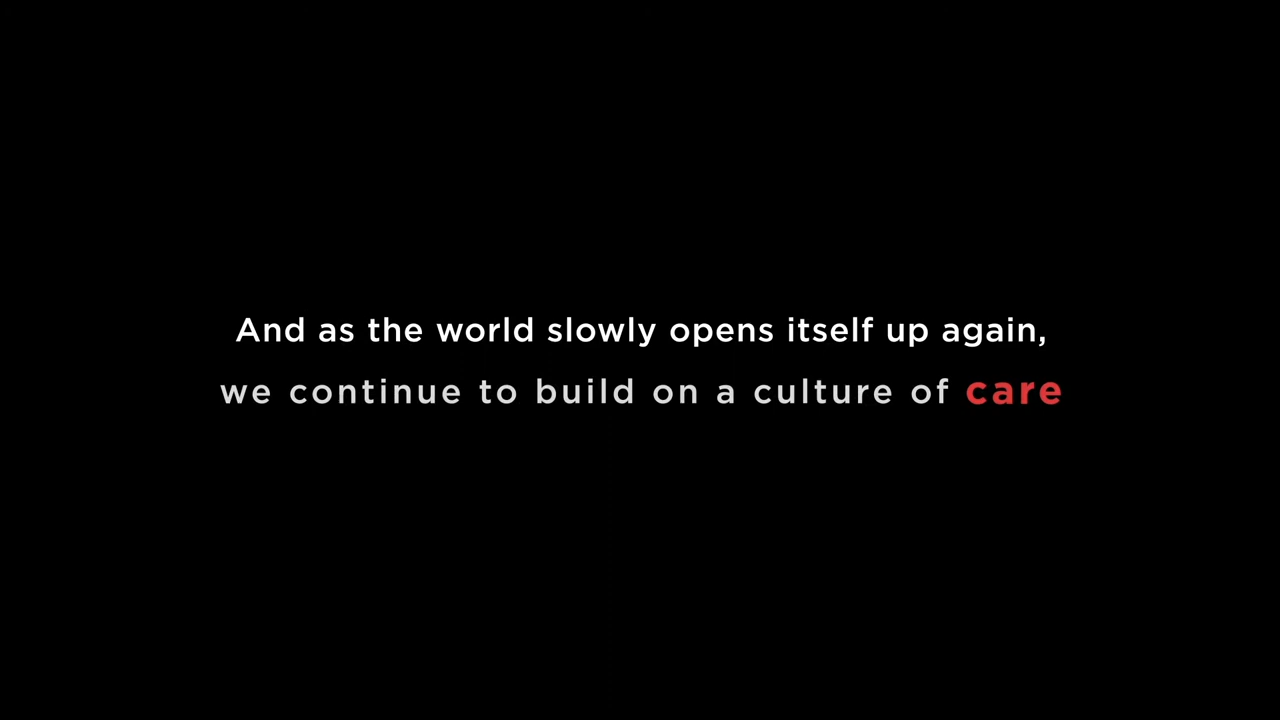 And as the world slowly opens itself up again,
we continue to build on a culture of care